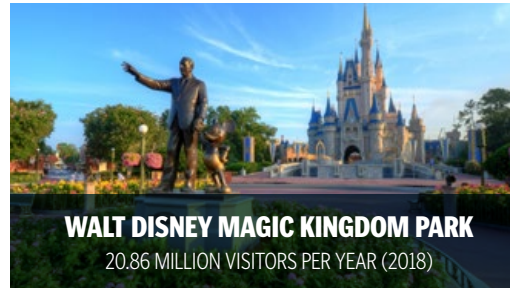 WALT DISNEY MAGIC KINGDOM PARK
20.86 MILLION VISITORS PER YEAR (2018)